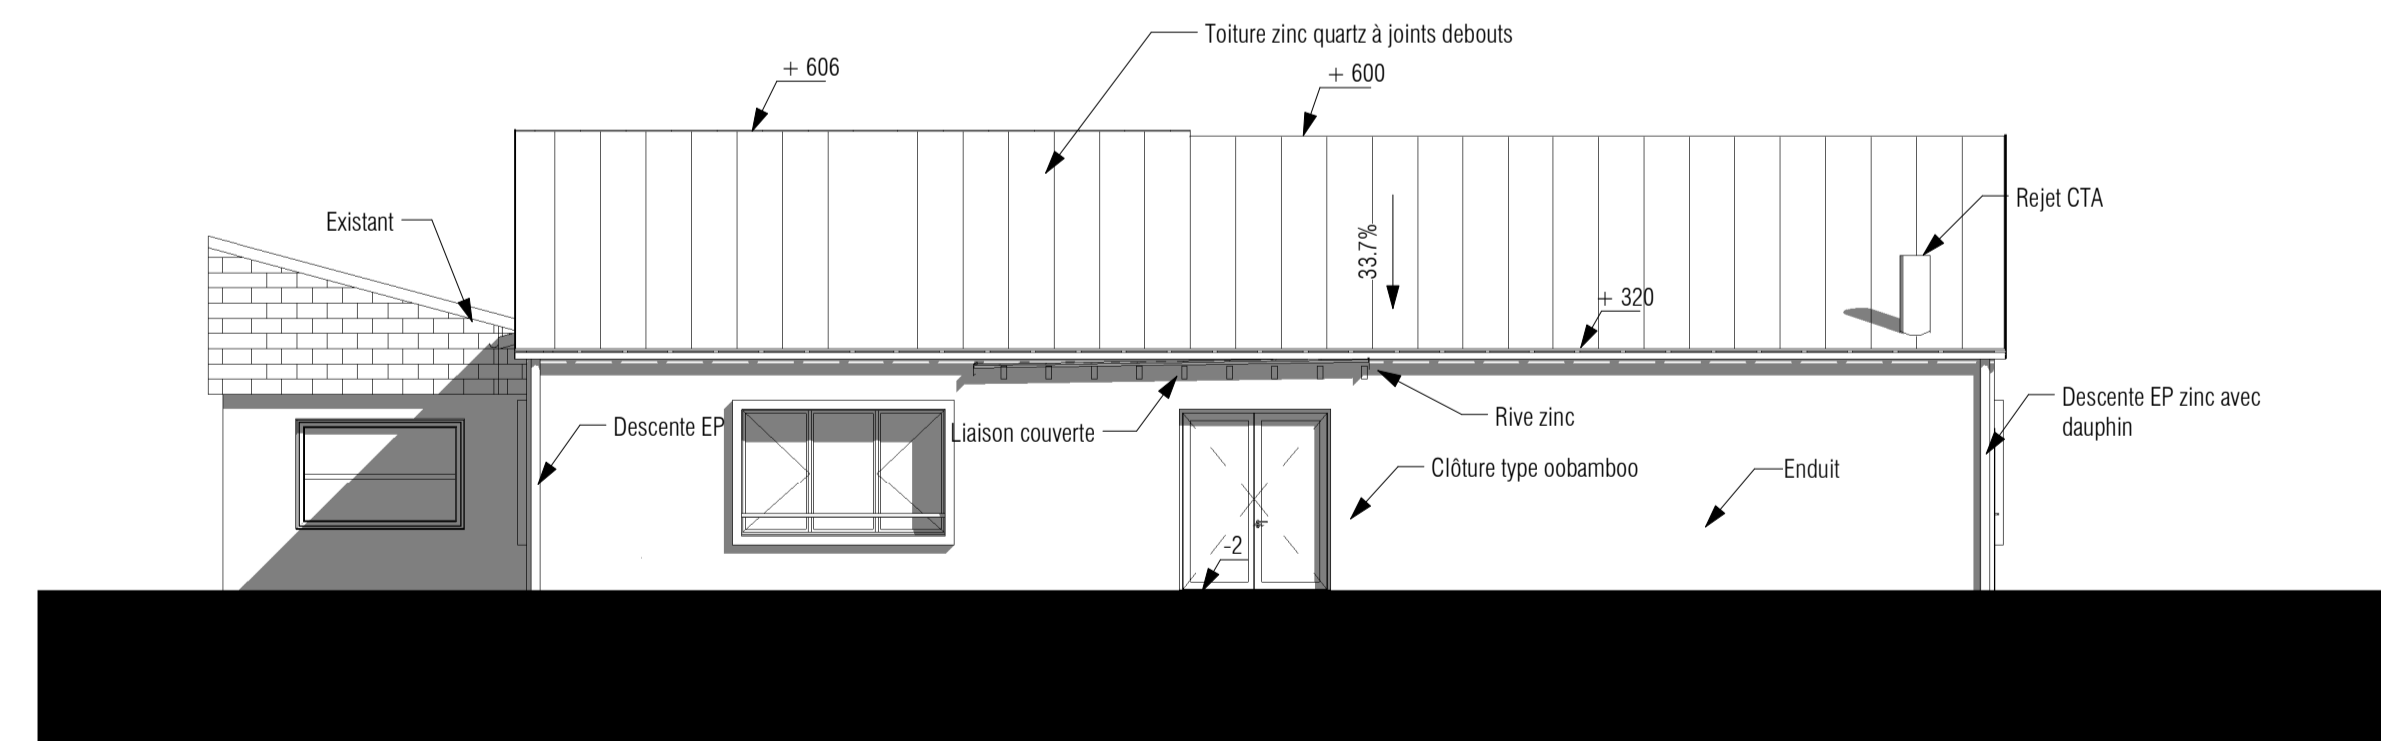 Toiture zinc quartz à joints debouts
+ 606
+ 600
Existant
Rejet CTA
33.7%
+ 320
Descente EP
Liaison couverte
Rive zinc
Descente EP zinc avec
dauphin
Clôture type oobamboo
Enduit
-2